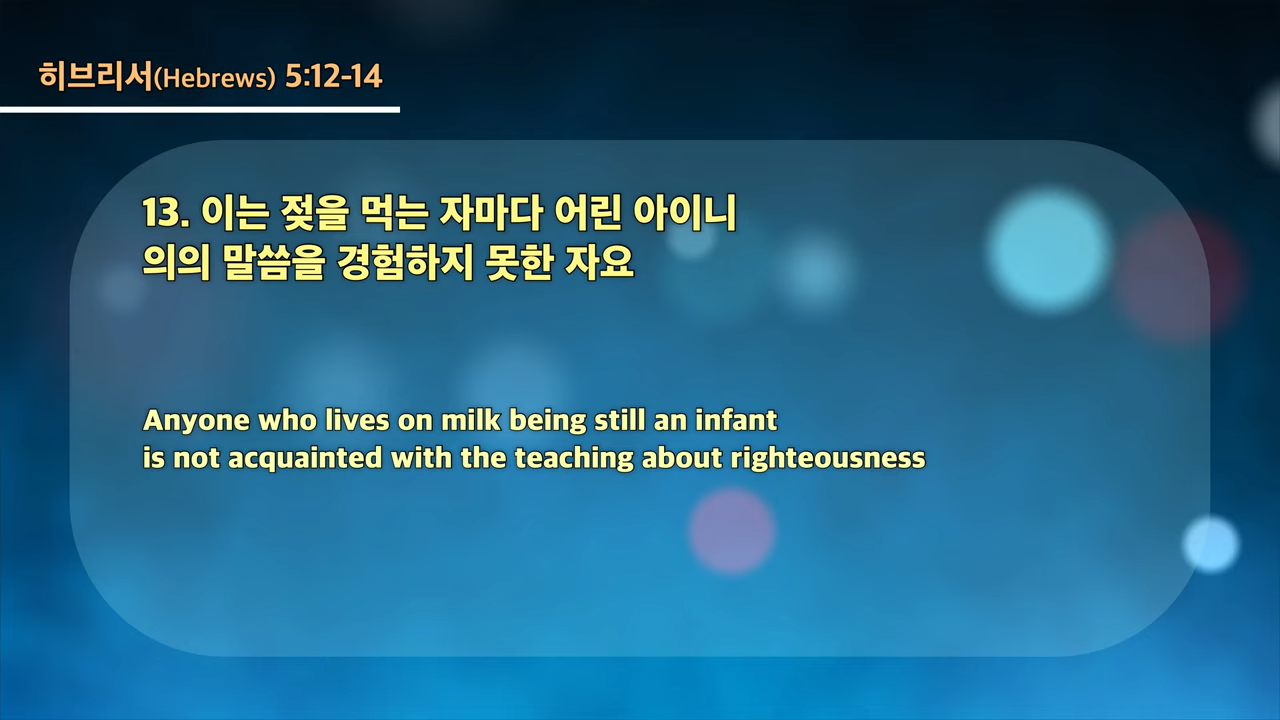 히브리서(Hebrews) 5:12-14
13. 이는 젖을 먹는 자마다 어린 아이니
의의 말씀을 경험하지 못한 자요
Anyone who lives on milk being still an infant
is not acquainted with the teaching about righteousness